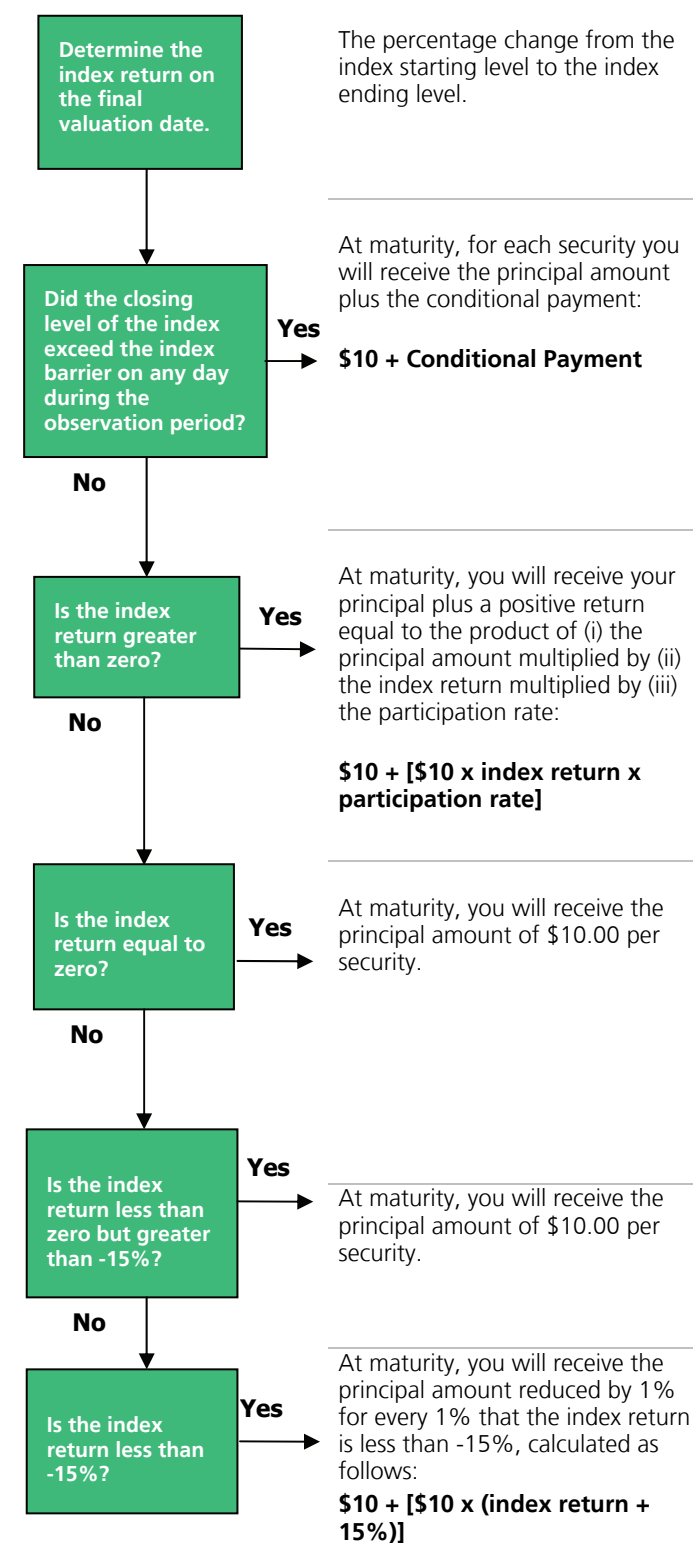 Determine the
index return on
the final
valuation date.
The percentage change from the
index starting level to the index
ending level.
Did the closing
level of the index
exceed the index
barrier on any day
during the
observation period?
Yes
At maturity, for each security you
will receive the principal amount
plus the conditional payment:
$10 + Conditional Payment
No
Is the index
return greater
than zero?
Yes
At maturity, you will receive your
principal plus a positive return
equal to the product of (i) the
principal amount multiplied by (ii)
the index return multiplied by (iii)
the participation rate:
$10 + [$10 x index return x
participation rate]
No
Is the index
return equal to
zero?
Yes
At maturity, you will receive the
principal amount of $10.00 per
security.
No
Is the index
return less than
zero but greater
than -15%?
Yes
At maturity, you will receive the
principal amount of $10.00 per
security.
No
Is the index
return less than
-15%?
Yes
At maturity, you will receive the
principal amount reduced by 1%
for every 1% that the index return
is less than -15%, calculated as
follows:
$10 + [$10 x (index return +
15%)]